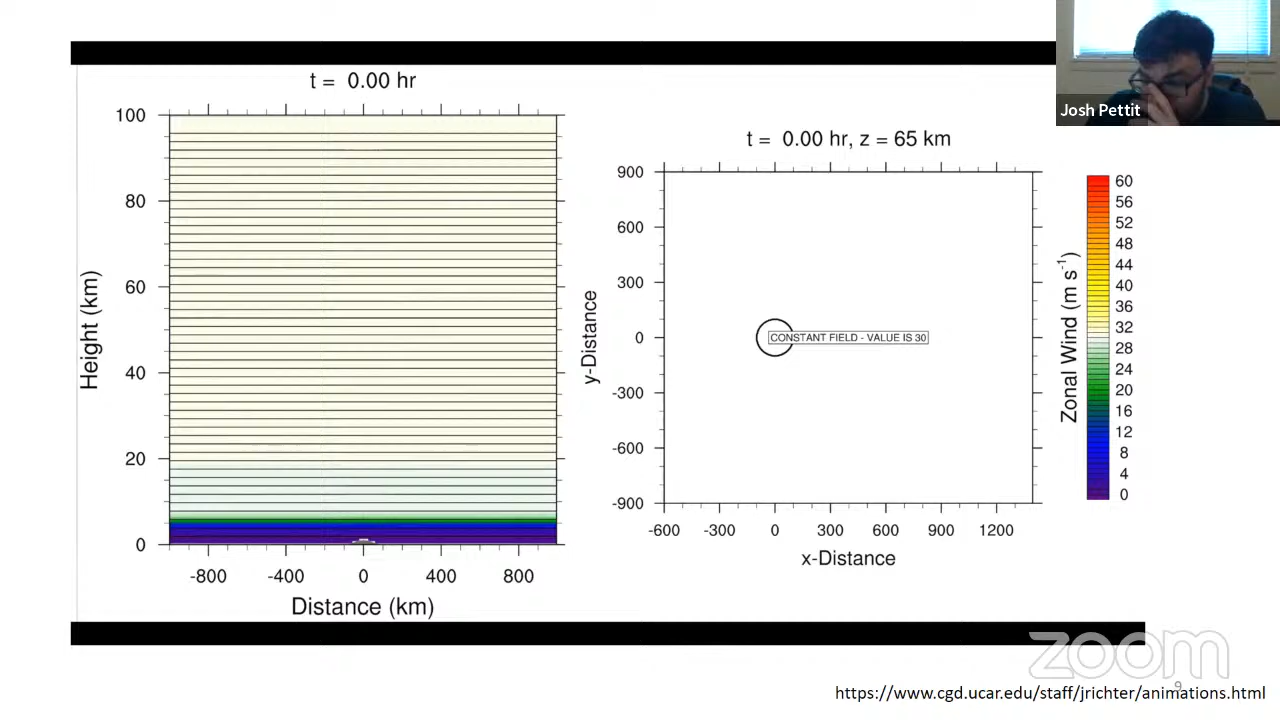 t = 0.00 hr
100
80
60
40
20
0
Height (km)
-800 -400 0 400 800
Distance (km)
t = 0.00 hr, z = 65 km
900
600
300
0
-300
-600
-900
y-Distance
CONSTANT FIELD - VALUE IS 30
-600 -300 0 300 600 900 1200
x-Distance
Zonal Wind (m s⁻¹)
60
56
52
48
44
40
36
32
28
24
20
16
12
8
4
0
Josh Pettit
zoom
9
https://www.cgd.ucar.edu/staff/jrichter/animations.html